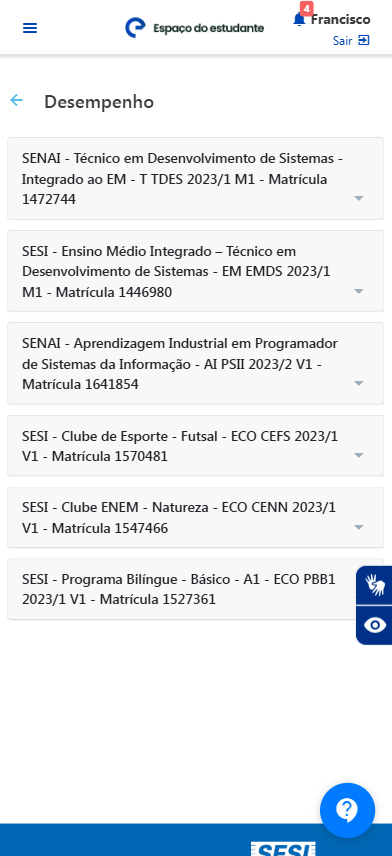 4
Espaço do estudante
Francisco
Sair
Desempenho
SENAI - Técnico em Desenvolvimento de Sistemas -
Integrado ao EM - T TDES 2023/1 M1 - Matrícula
1472744
SESI - Ensino Médio Integrado – Técnico em
Desenvolvimento de Sistemas - EM EMDS 2023/1
M1 - Matrícula 1446980
SENAI - Aprendizagem Industrial em Programador
de Sistemas da Informação - AI PSII 2023/2 V1 -
Matrícula 1641854
SESI - Clube de Esporte - Futsal - ECO CEFS 2023/1
V1 - Matrícula 1570481
SESI - Clube ENEM - Natureza - ECO CENN 2023/1
V1 - Matrícula 1547466
SESI - Programa Bilíngue - Básico - A1 - ECO PBB1
2023/1 V1 - Matrícula 1527361
SESI